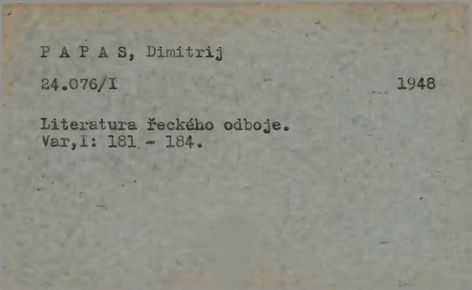 P A P A S, Dimitrij
24.076/I 1948
Literatura řeckého odboje.
Var,I: 181 - 184.